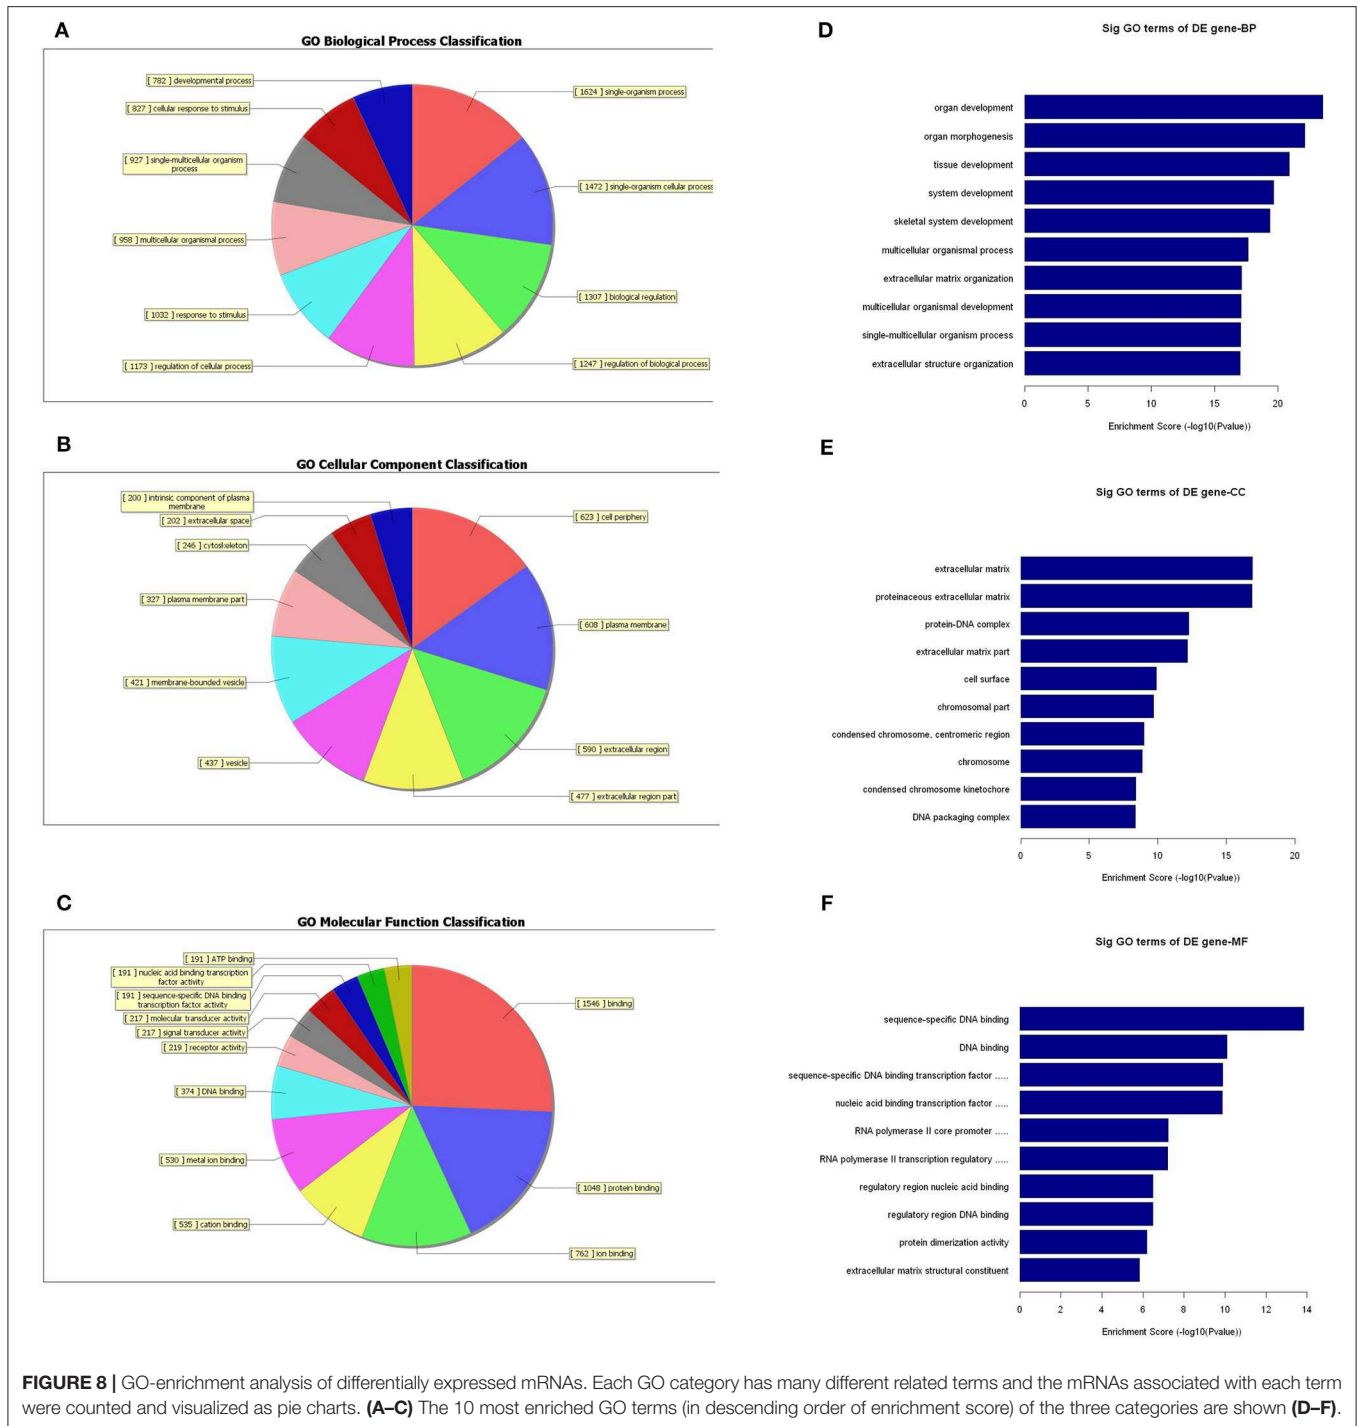 A
GO Biological Process Classification
[ 782 ] developmental process
[ 827 ] cellular response to stimulus
[ 927 ] single-multicellular organism
process
[ 958 ] multicellular organismal process
[ 1032 ] response to stimulus
[ 1173 ] regulation of cellular process
[ 1624 ] single-organism process
[ 1472 ] single-organism cellular process
[ 1307 ] biological regulation
[ 1247 ] regulation of biological process
B
GO Cellular Component Classification
[ 200 ] intrinsic component of plasma
membrane
[ 202 ] extracellular space
[ 246 ] cytoskeleton
[ 327 ] plasma membrane part
[ 421 ] membrane-bounded vesicle
[ 437 ] vesicle
[ 623 ] cell periphery
[ 608 ] plasma membrane
[ 590 ] extracellular region
[ 477 ] extracellular region part
C
GO Molecular Function Classification
[ 191 ] ATP binding
[ 191 ] nucleic acid binding transcription
factor activity
[ 191 ] sequence-specific DNA binding
transcription factor activity
[ 217 ] molecular transducer activity
[ 217 ] signal transducer activity
[ 219 ] receptor activity
[ 374 ] DNA binding
[ 530 ] metal ion binding
[ 535 ] cation binding
[ 1546 ] binding
[ 1048 ] protein binding
[ 762 ] ion binding
D
Sig GO terms of DE gene-BP
organ development
organ morphogenesis
tissue development
system development
skeletal system development
multicellular organismal process
extracellular matrix organization
multicellular organismal development
single-multicellular organism process
extracellular structure organization
0 5 10 15 20
Enrichment Score (-log10(Pvalue))
E
Sig GO terms of DE gene-CC
extracellular matrix
proteinaceous extracellular matrix
protein-DNA complex
extracellular matrix part
cell surface
chromosomal part
condensed chromosome, centromeric region
chromosome
condensed chromosome kinetochore
DNA packaging complex
0 5 10 15 20
Enrichment Score (-log10(Pvalue))
F
Sig GO terms of DE gene-MF
sequence-specific DNA binding
DNA binding
sequence-specific DNA binding transcription factor .....
nucleic acid binding transcription factor .....
RNA polymerase II core promoter .....
RNA polymerase II transcription regulatory .....
regulatory region nucleic acid binding
regulatory region DNA binding
protein dimerization activity
extracellular matrix structural constituent
0 2 4 6 8 10 12 14
Enrichment Score (-log10(Pvalue))
FIGURE 8 | GO-enrichment analysis of differentially expressed mRNAs. Each GO category has many different related terms and the mRNAs associated with each term
were counted and visualized as pie charts. (A–C) The 10 most enriched GO terms (in descending order of enrichment score) of the three categories are shown (D–F).